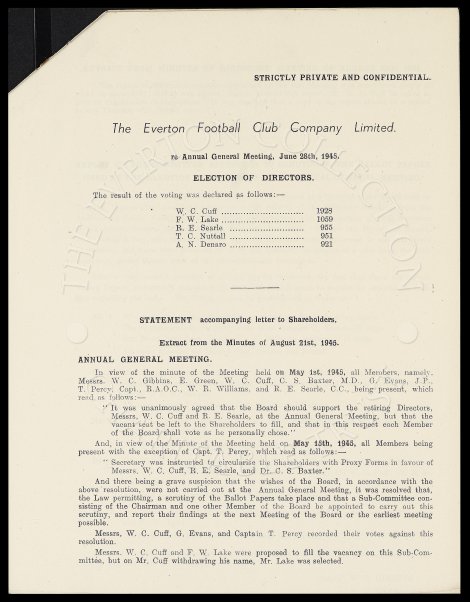 STRICTLY PRIVATE AND CONFIDENTIAL.
The Everton Football Club Company Limited.
re Annual General Meeting, June 28th, 1945.
ELECTION OF DIRECTORS.
The result of the voting was declared as follows:—
W. C. Cuff .............................. 1928
F. W. Lake .............................. 1059
R. E. Searle ............................ 955
T. C. Nuttall ........................... 951
A. N. Denaro ............................ 921
STATEMENT accompanying letter to Shareholders,
Extract from the Minutes of August 21st, 1945.
ANNUAL GENERAL MEETING.
In view of the minute of the Meeting held on May 1st, 1945, all Members, namely,
Messrs. W. C. Gibbins, E. Green, W. C. Cuff, C. S. Baxter, M.D., G. Evans, J.P.,
T. Percy, Capt., R.A.O.C., W. R. Williams, and R. E. Searle, C.C., being present, which
read as follows:—
"It was unanimously agreed that the Board should support the retiring Directors,
Messrs. W. C. Cuff and R. E. Searle, at the Annual General Meeting, but that the
vacant seat be left to the Shareholders to fill, and that in this respect each Member
of the Board shall vote as he personally chose."
And, in view of the Minute of the Meeting held on May 15th, 1945, all Members being
present with the exception of Capt. T. Percy, which read as follows:—
"Secretary was instructed to circularise the Shareholders with Proxy Forms in favour of
Messrs. W. C. Cuff, R. E. Searle, and Dr. C. S. Baxter."
And there being a grave suspicion that the wishes of the Board, in accordance with the
above resolution, were not carried out at the Annual General Meeting, it was resolved that,
the Law permitting, a scrutiny of the Ballot Papers take place and that a Sub-Committee con-
sisting of the Chairman and one other Member of the Board be appointed to carry out this
scrutiny, and report their findings at the next Meeting of the Board or the earliest meeting
possible.
Messrs. W. C. Cuff, G. Evans, and Captain T. Percy recorded their votes against this
resolution.
Messrs. W. C. Cuff and F. W. Lake were proposed to fill the vacancy on this Sub-Com-
mittee, but on Mr. Cuff withdrawing his name, Mr. Lake was selected.
THE EVERTON COLLECTION